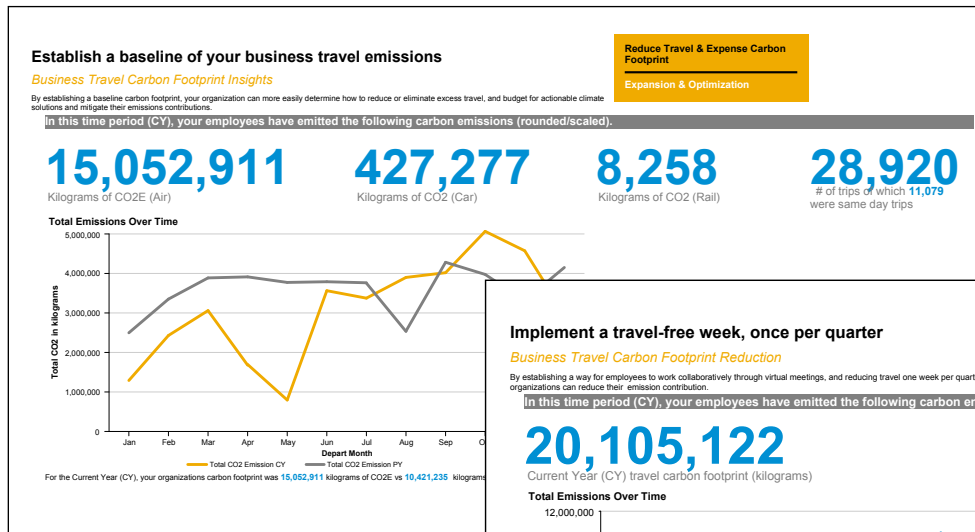 Establish a baseline of your business travel emissions
Business Travel Carbon Footprint Insights
By establishing a baseline carbon footprint, your organization can more easily determine how to reduce or eliminate excess travel, and budget for actionable climate
solutions and mitigate their emissions contributions.
Reduce Travel & Expense Carbon
Footprint
Expansion & Optimization
In this time period (CY), your employees have emitted the following carbon emissions (rounded/scaled).
15,052,911
Kilograms of CO2E (Air)
427,277
Kilograms of CO2 (Car)
8,258
Kilograms of CO2 (Rail)
28,920
# of trips of which 11,079
were same day trips
Total Emissions Over Time
Total CO2 in kilograms
5,000,000
4,000,000
3,000,000
2,000,000
1,000,000
0
Jan Feb Mar Apr May Jun Jul Aug Sep O
Depart Month
Total CO2 Emission CY Total CO2 Emission PY
For the Current Year (CY), your organizations carbon footprint was 15,052,911 kilograms of CO2E vs 10,421,235 kilograms
Implement a travel-free week, once per quarter
Business Travel Carbon Footprint Reduction
By establishing a way for employees to work collaboratively through virtual meetings, and reducing travel one week per quart
organizations can reduce their emission contribution.
In this time period (CY), your employees have emitted the following carbon e
20,105,122
Current Year (CY) travel carbon footprint (kilograms)
Total Emissions Over Time
12,000,000